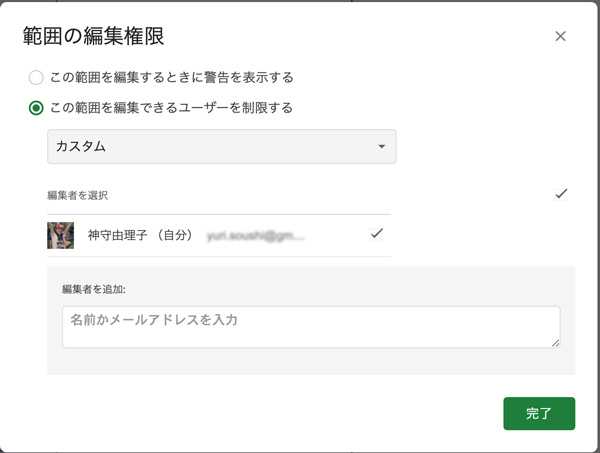 範囲の編集権限
この範囲を編集するときに警告を表示する
この範囲を編集できるユーザーを制限する
カスタム
編集者を選択
神守由理子 （自分）
編集者を追加:
名前かメールアドレスを入力
完了